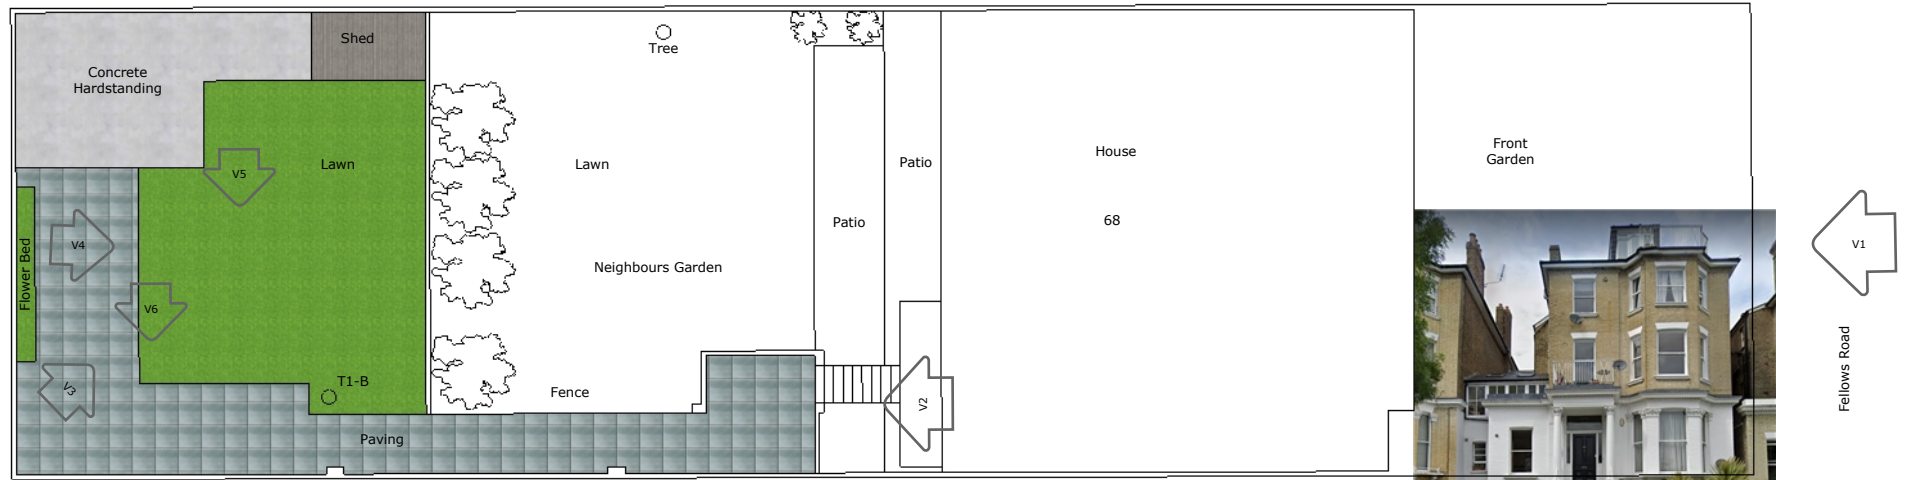 Shed
Concrete
Hardstanding
Tree
Lawn
V5
Lawn
Patio
Patio
House
68
Front
Garden
V4
Flower Bed
V6
V3
T1-B
Neighbours Garden
Fence
Paving
V2
V1
Fellows Road